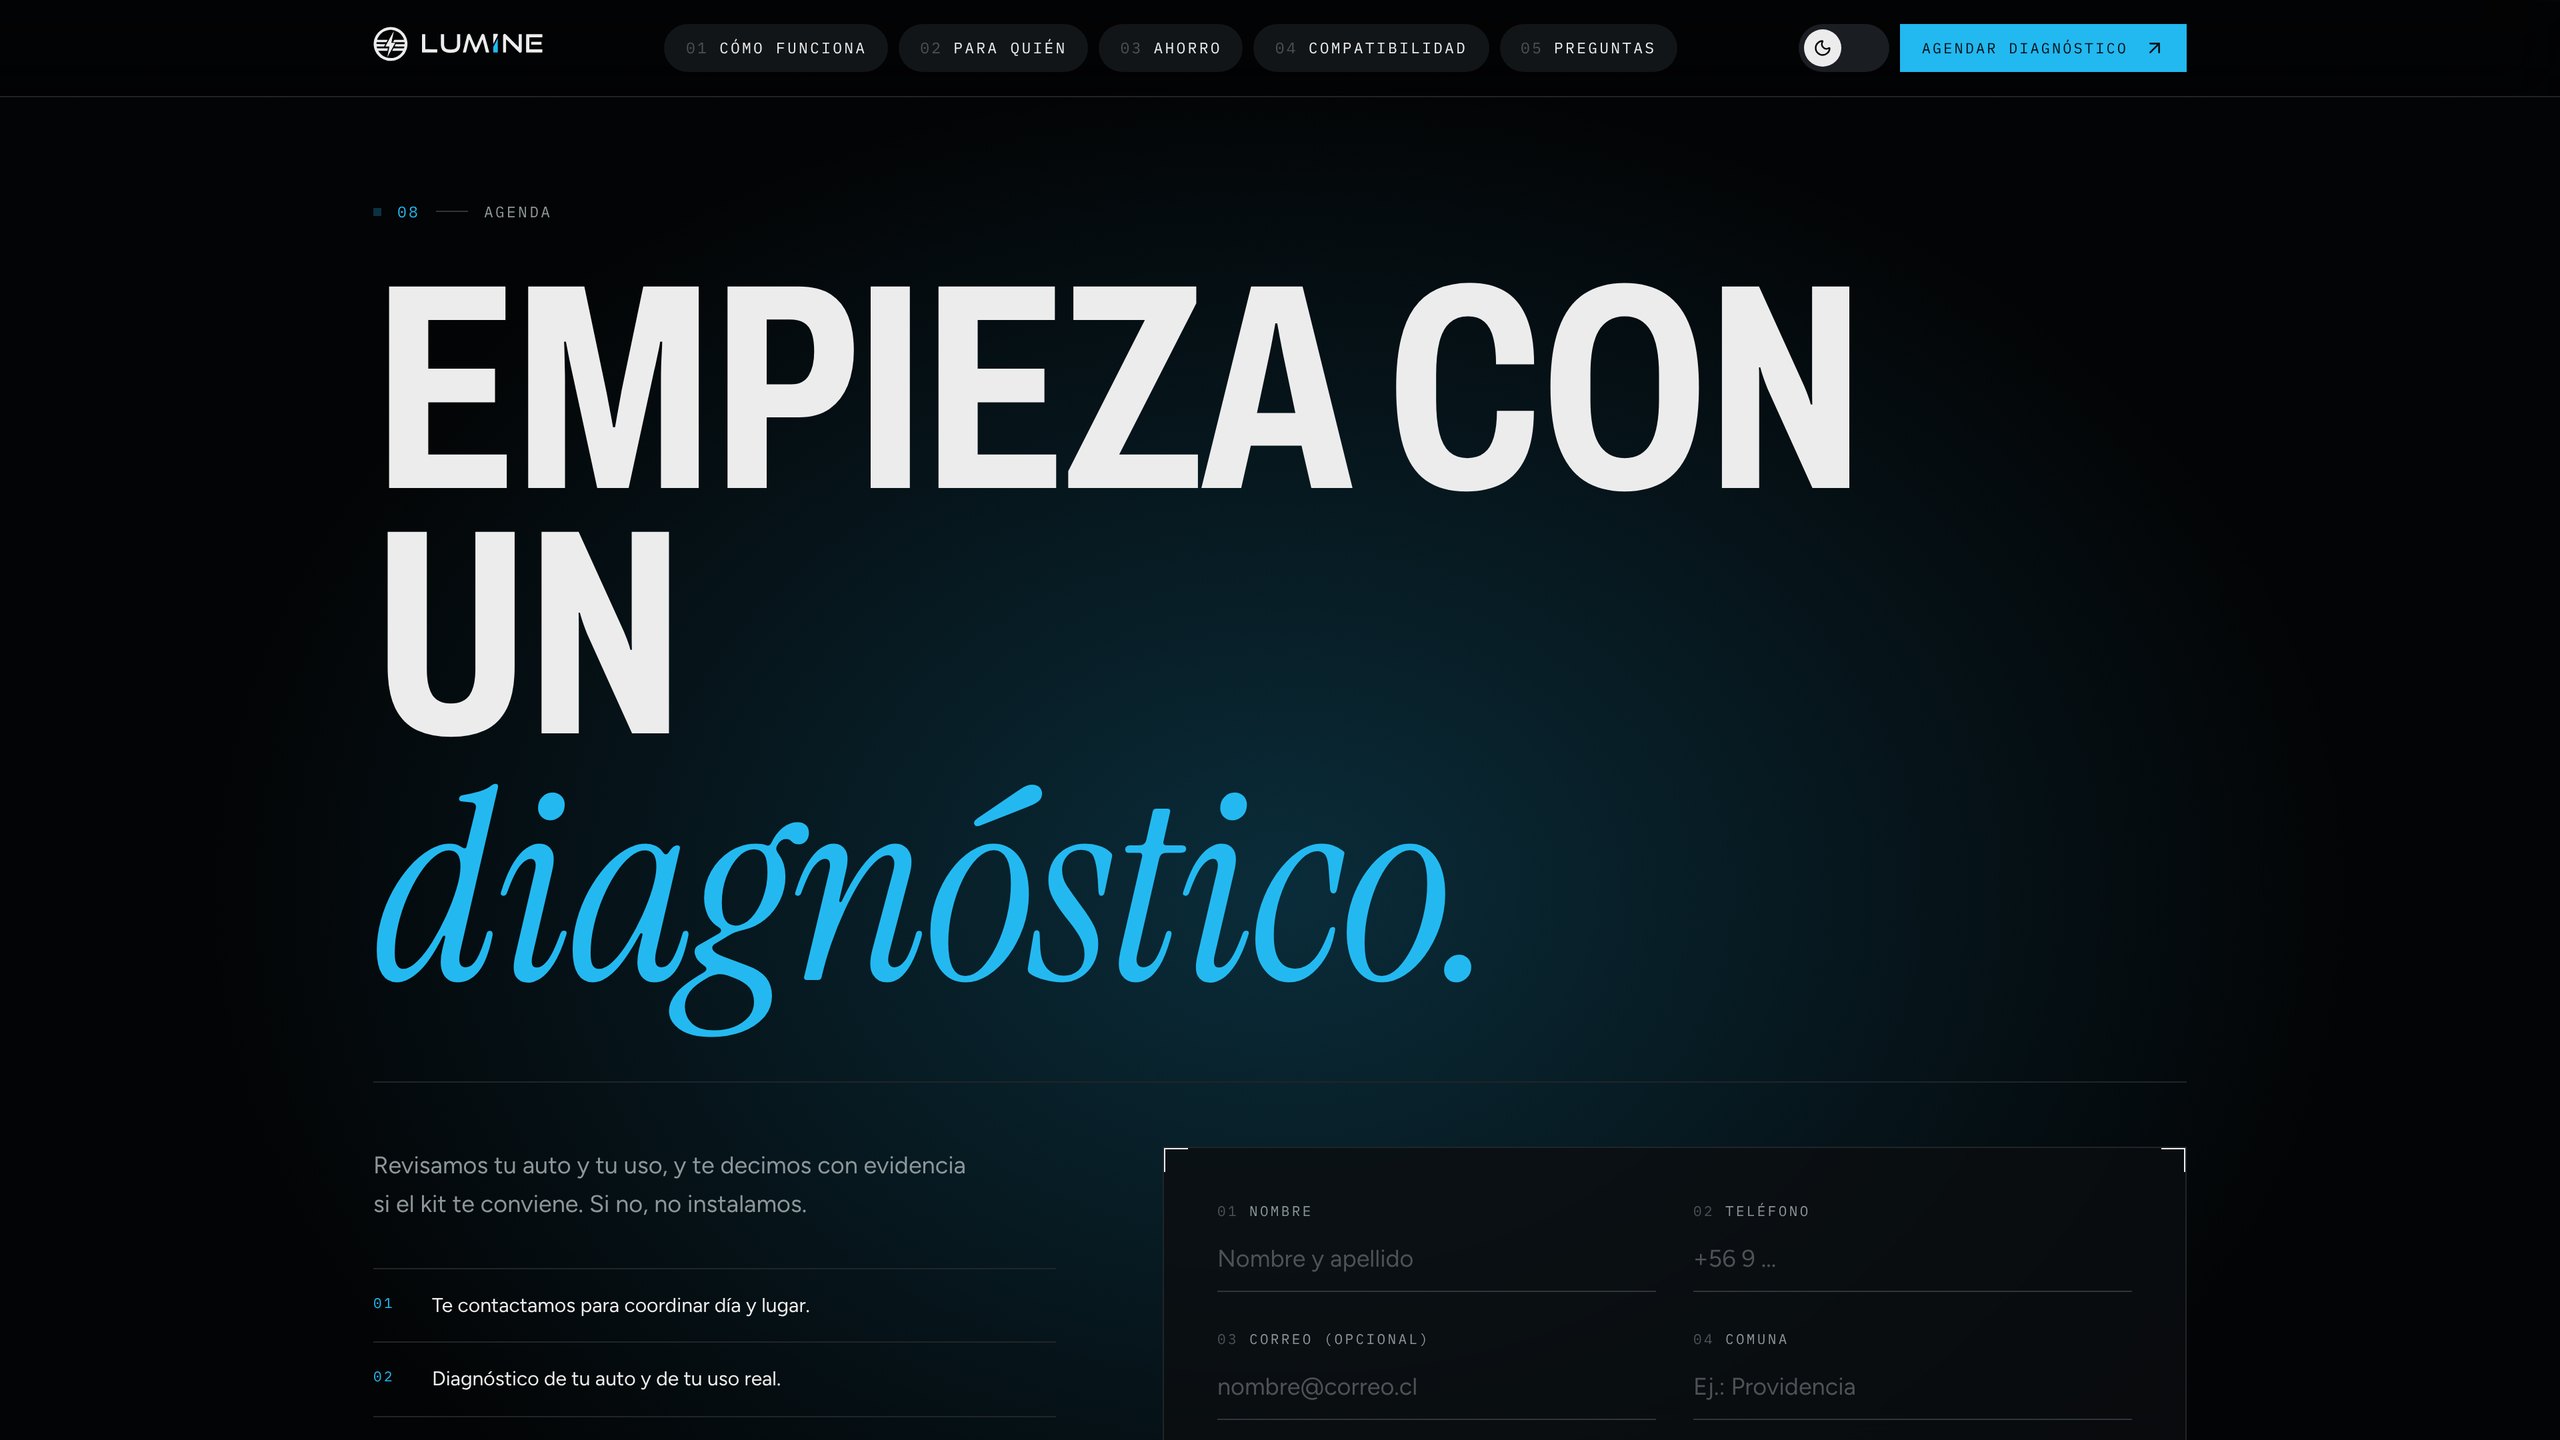 LUMINE
01 CÓMO FUNCIONA
02 PARA QUIÉN
03 AHORRO
04 COMPATIBILIDAD
05 PREGUNTAS
AGENDAR DIAGNÓSTICO
08 AGENDA
EMPIEZA CON
UN
diagnóstico.
Revisamos tu auto y tu uso, y te decimos con evidencia
si el kit te conviene. Si no, no instalamos.
01 Te contactamos para coordinar día y lugar.
02 Diagnóstico de tu auto y de tu uso real.
01 NOMBRE
Nombre y apellido
02 TELÉFONO
+56 9 ...
03 CORREO (OPCIONAL)
nombre@correo.cl
04 COMUNA
Ej.: Providencia